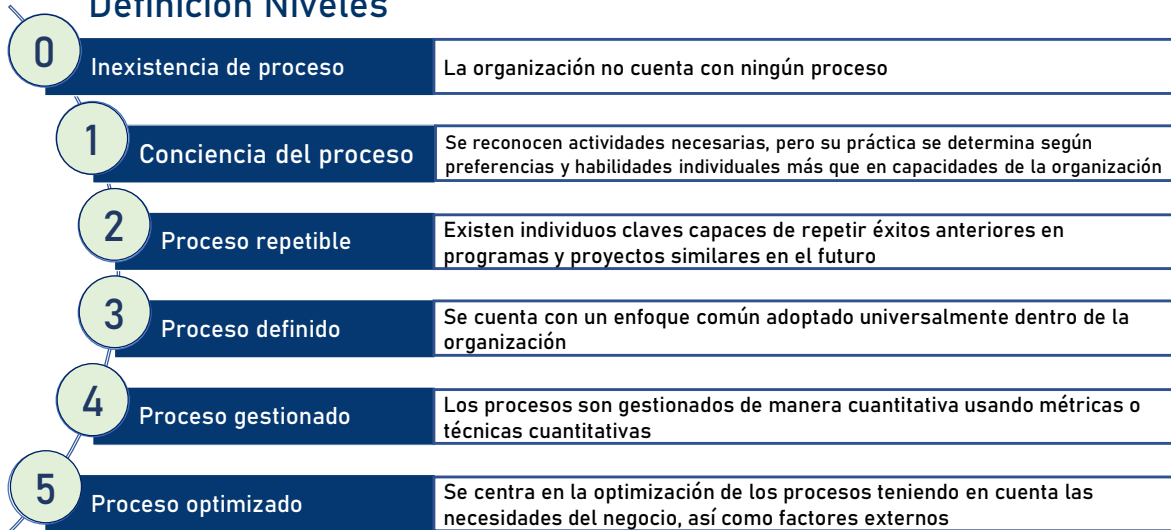 Definición Niveles
0
Inexistencia de proceso
La organización no cuenta con ningún proceso
1
Conciencia del proceso
Se reconocen actividades necesarias, pero su práctica se determina según
preferencias y habilidades individuales más que en capacidades de la organización
2
Proceso repetible
Existen individuos claves capaces de repetir éxitos anteriores en
programas y proyectos similares en el futuro
3
Proceso definido
Se cuenta con un enfoque común adoptado universalmente dentro de la
organización
4
Proceso gestionado
Los procesos son gestionados de manera cuantitativa usando métricas o
técnicas cuantitativas
5
Proceso optimizado
Se centra en la optimización de los procesos teniendo en cuenta las
necesidades del negocio, así como factores externos